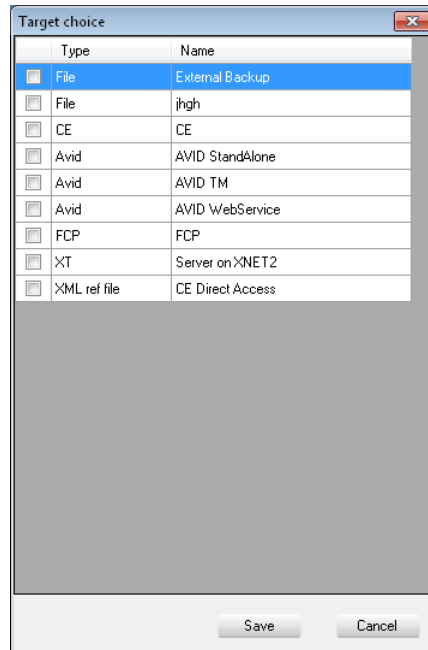 Target choice
Type Name
File External Backup
File jhgh
CE CE
Avid AVID StandAlone
Avid AVID TM
Avid AVID WebService
FCP FCP
XT Server on XNET2
XML ref file CE Direct Access
Save Cancel